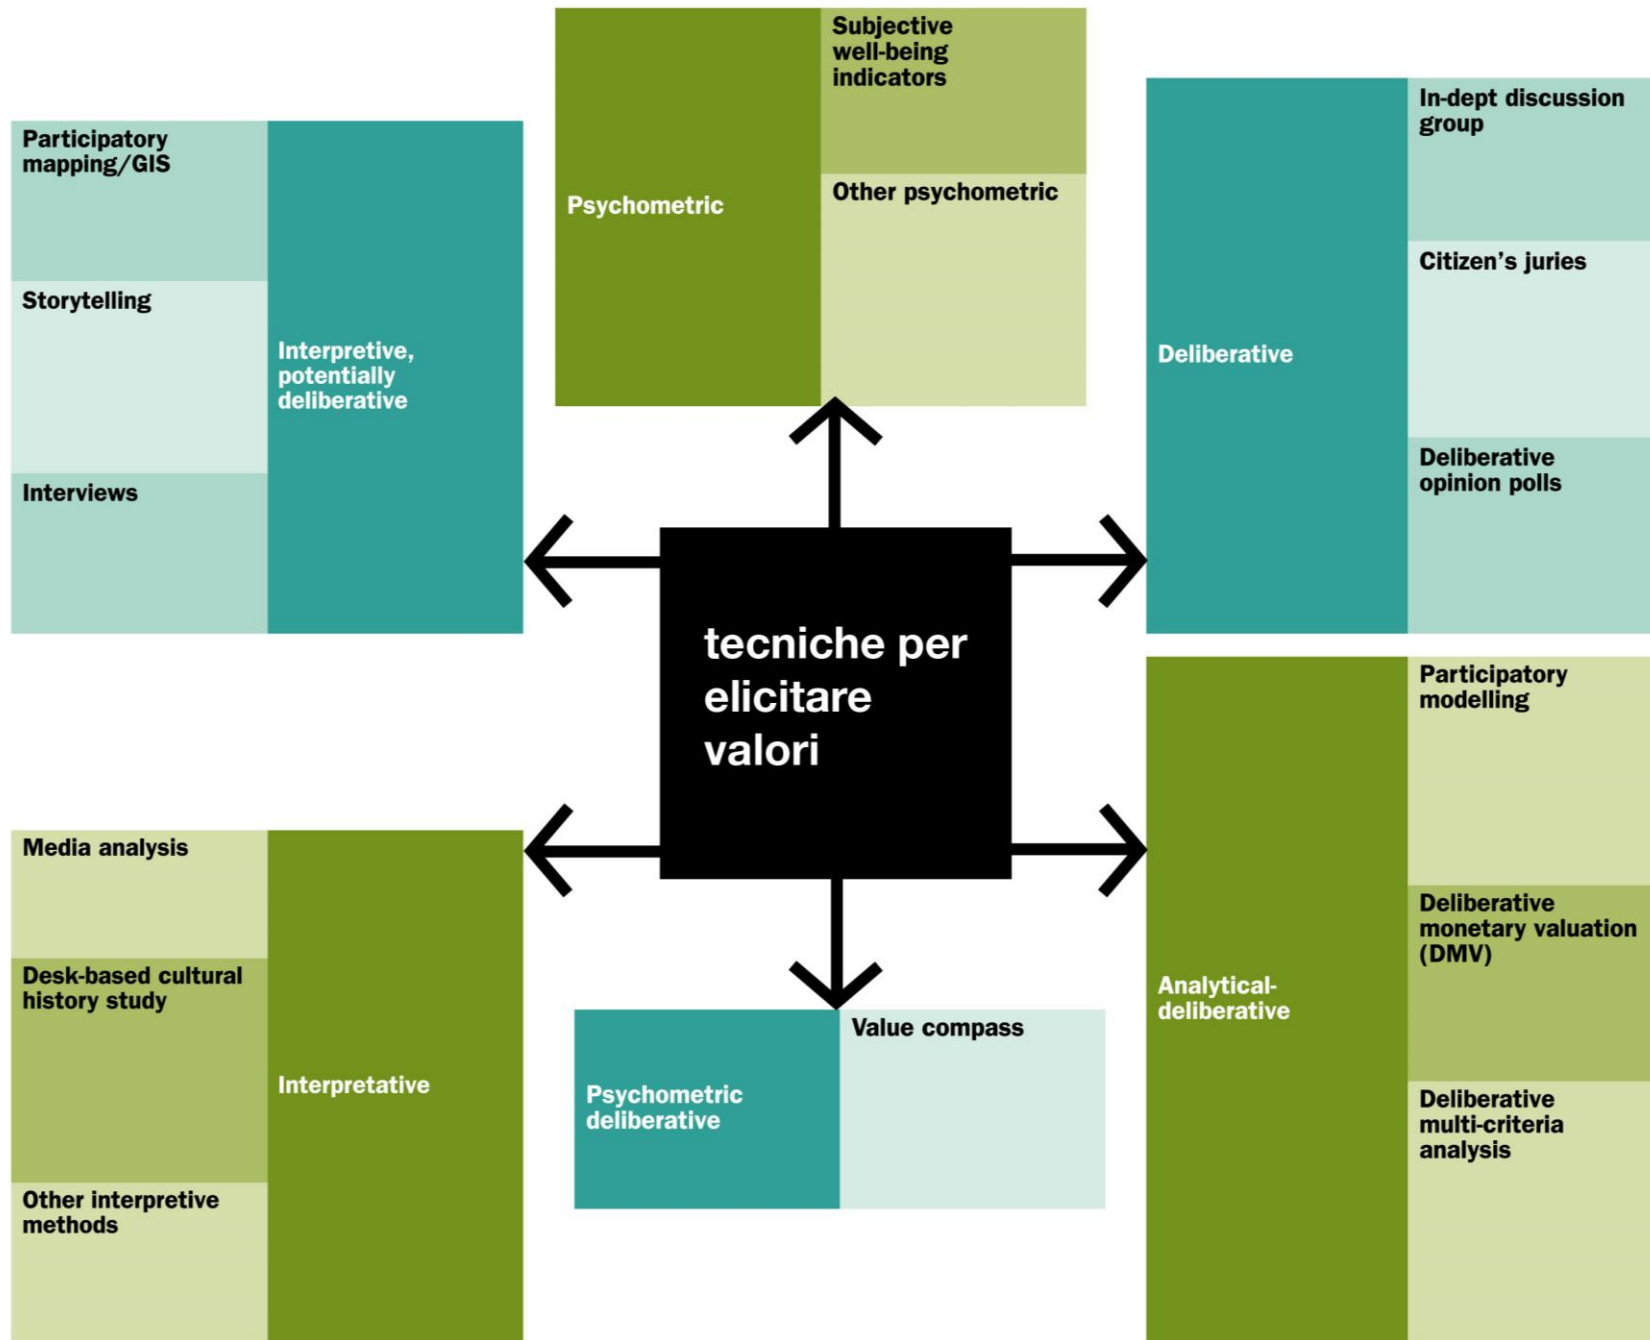 Subjective
well-being
indicators
Psychometric
Other psychometric
Participatory
mapping/GIS
Storytelling
Interviews
Interpretive,
potentially
deliberative
In-dept discussion
group
Citizen's juries
Deliberative
opinion polls
Deliberative
tecniche per
elicitare
valori
Media analysis
Desk-based cultural
history study
Other interpretive
methods
Interpretative
Psychometric
deliberative
Value compass
Analytical-
deliberative
Participatory
modelling
Deliberative
monetary valuation
(DMV)
Deliberative
multi-criteria
analysis